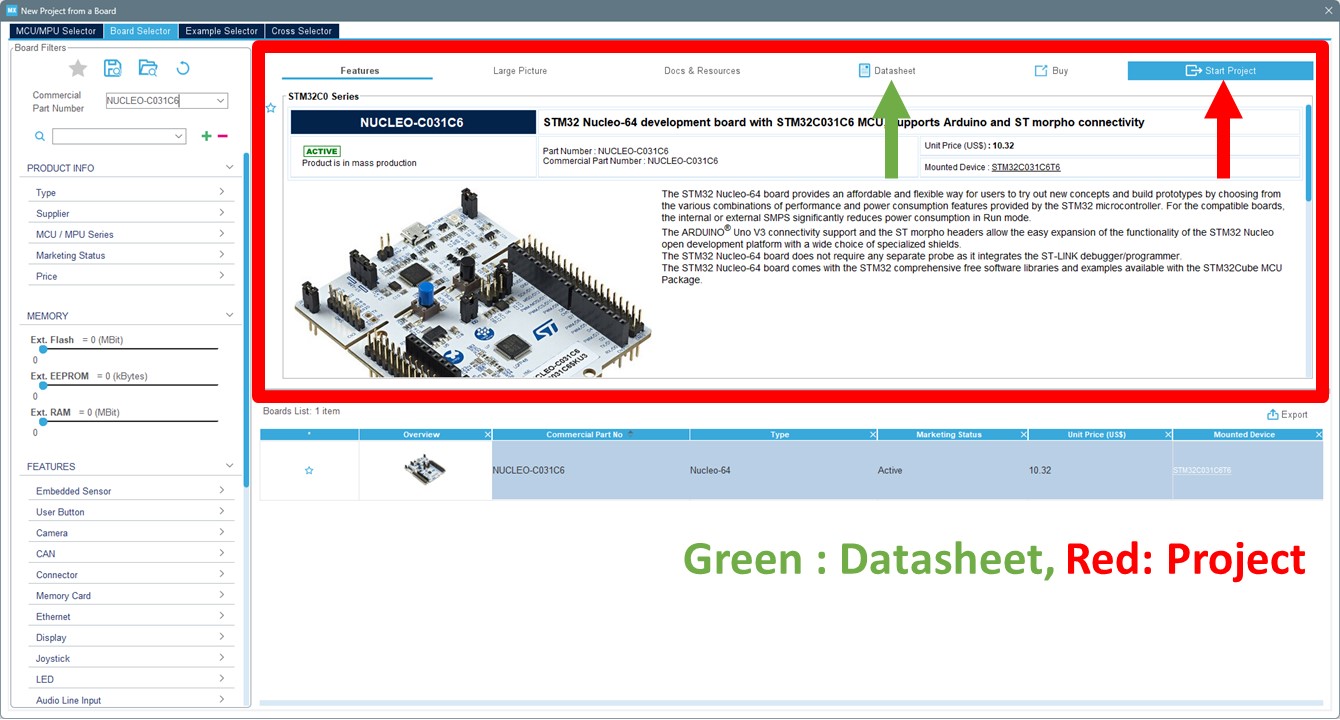 MX New Project from a Board
MCU/MPU Selector Board Selector Example Selector Cross Selector
Board Filters
Commercial
Part Number
NUCLEO-C031C6
PRODUCT INFO
Type
Supplier
MCU / MPU Series
Marketing Status
Price
MEMORY
Ext. Flash = 0 (MBit)
0
Ext. EEPROM = 0 (kBytes)
0
Ext. RAM = 0 (MBit)
0
FEATURES
Embedded Sensor
User Button
Camera
CAN
Connector
Memory Card
Ethernet
Display
Joystick
LED
Audio Line Input
Features Large Picture Docs & Resources Datasheet Buy Start Project
STM32C0 Series
NUCLEO-C031C6
STM32 Nucleo-64 development board with STM32C031C6 MCU supports Arduino and ST morpho connectivity
ACTIVE
Product is in mass production
Part Number : NUCLEO-C031C6
Commercial Part Number : NUCLEO-C031C6
Unit Price (US$) : 10.32
Mounted Device : STM32C031C6T6
The STM32 Nucleo-64 board provides an affordable and flexible way for users to try out new concepts and build prototypes by choosing from
the various combinations of performance and power consumption features provided by the STM32 microcontroller. For the compatible boards,
the internal or external SMPS significantly reduces power consumption in Run mode.
The ARDUINO® Uno V3 connectivity support and the ST morpho headers allow the easy expansion of the functionality of the STM32 Nucleo
open development platform with a wide choice of specialized shields.
The STM32 Nucleo-64 board does not require any separate probe as it integrates the ST-LINK debugger/programmer.
The STM32 Nucleo-64 board comes with the STM32 comprehensive free software libraries and examples available with the STM32Cube MCU
Package.
Boards List: 1 item
Export
* Overview Commercial Part No Type Marketing Status Unit Price (US$) Mounted Device
NUCLEO-C031C6 Nucleo-64 Active 10.32 STM32C031C6T6
Green : Datasheet, Red: Project